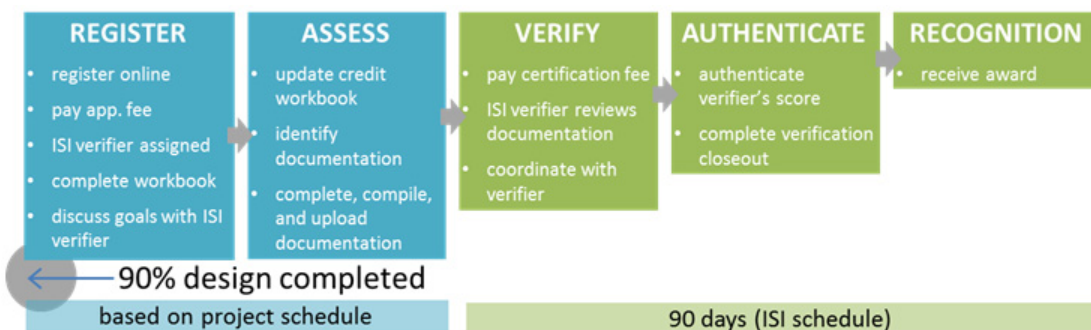 REGISTER
• register online
• pay app. fee
• ISI verifier assigned
• complete workbook
• discuss goals with ISI
verifier
ASSESS
• update credit
workbook
• identify
documentation
• complete, compile,
and upload
documentation
VERIFY
• pay certification fee
• ISI verifier reviews
documentation
• coordinate with
verifier
AUTHENTICATE
• authenticate
verifier's score
• complete verification
closeout
RECOGNITION
• receive award
90% design completed
based on project schedule
90 days (ISI schedule)